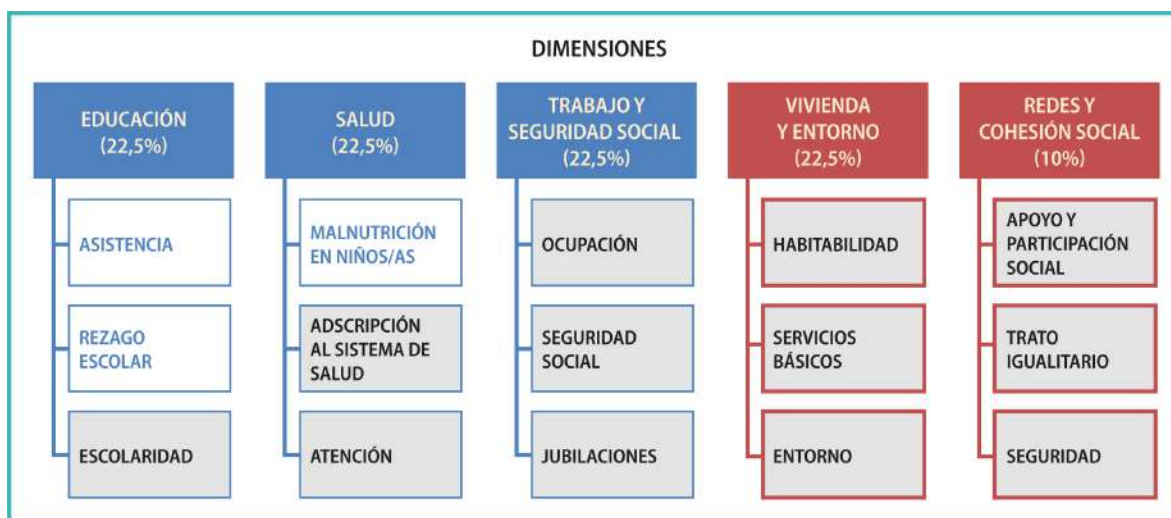 DIMENSIONES
EDUCACIÓN
(22,5%)
ASISTENCIA
REZAGO
ESCOLAR
ESCOLARIDAD
SALUD
(22,5%)
MALNUTRICIÓN
EN NIÑOS/AS
ADSCRIPCIÓN
AL SISTEMA DE
SALUD
ATENCIÓN
TRABAJO Y
SEGURIDAD SOCIAL
(22,5%)
OCUPACIÓN
SEGURIDAD
SOCIAL
JUBILACIONES
VIVIENDA
Y ENTORNO
(22,5%)
HABITABILIDAD
SERVICIOS
BÁSICOS
ENTORNO
REDES Y
COHESIÓN SOCIAL
(10%)
APOYO Y
PARTICIPACIÓN
SOCIAL
TRATO
IGUALITARIO
SEGURIDAD